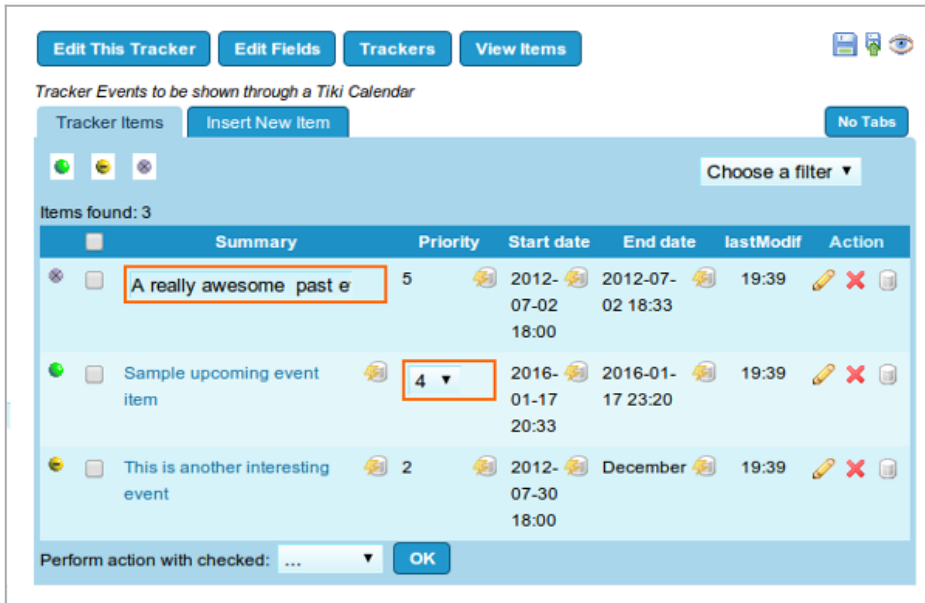 Edit This Tracker Edit Fields Trackers View Items
Tracker Events to be shown through a Tiki Calendar
Tracker Items Insert New Item No Tabs
Choose a filter
Items found: 3
Summary Priority Start date End date lastModif Action
A really awesome past e 5 2012- 2012-07- 19:39
07-02 02 18:33
18:00
Sample upcoming event 4 2016- 2016-01- 19:39
item 01-17 17 23:20
20:33
This is another interesting 2 2012- December 19:39
event 07-30
18:00
Perform action with checked: ... OK